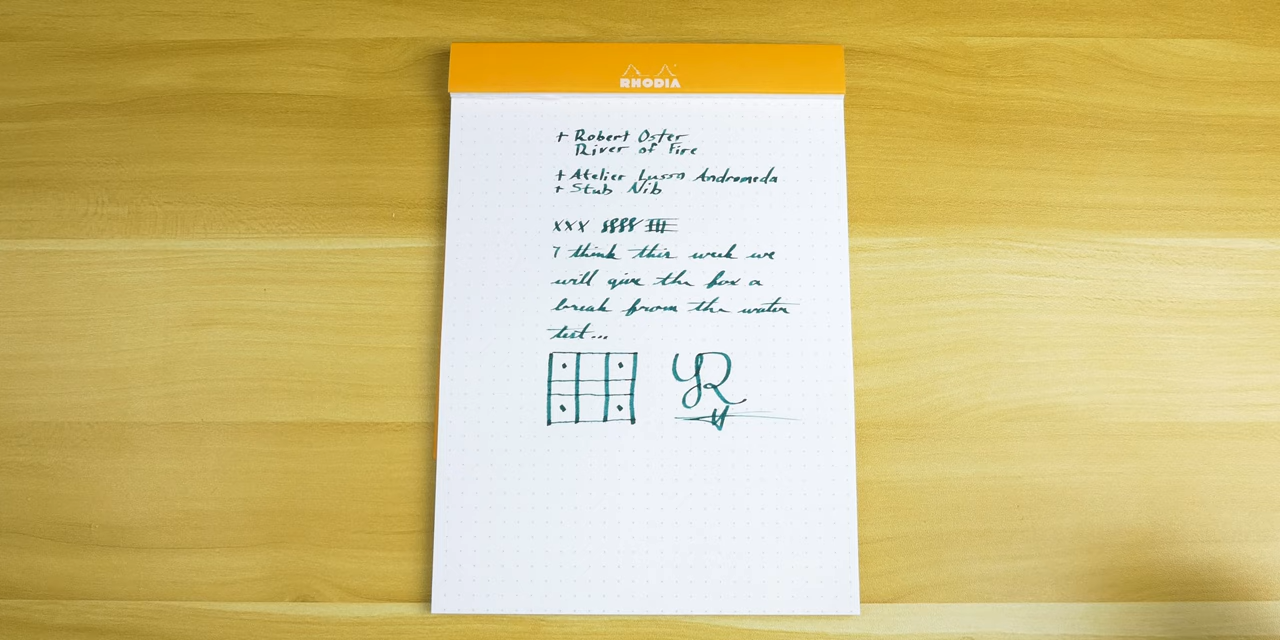 RHODIA
+ Robert Oster
River of Fire
+ Atelier Lusso Andromeda
+ Stub Nib
xxx
I think this week we
will give the box a
break from the water
test...